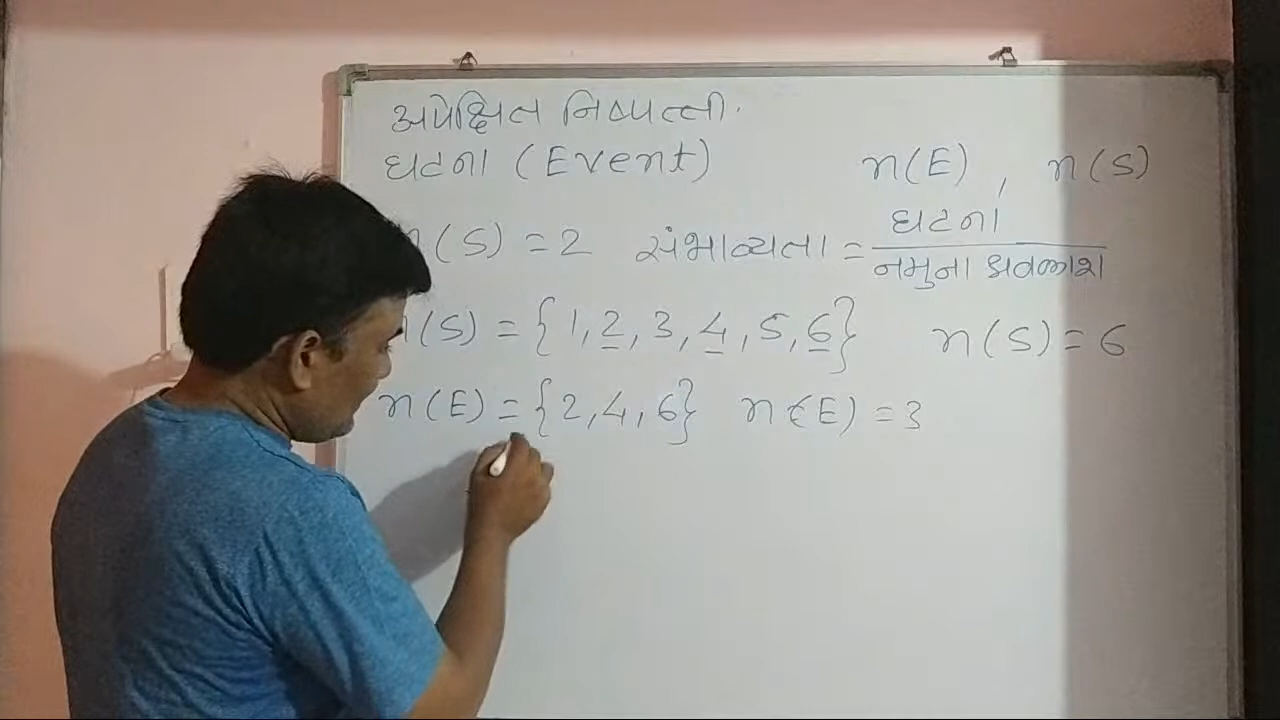 અપેક્ષિત નિષ્પત્તી.
ઘટના (Event) n(E) , n(S)
(S) = 2 સંભાવ્યતા = ઘટના
નમુના અવકાશ
(S) = {1, 2, 3, 4, 5, 6} n(S) = 6
n(E) = {2, 4, 6} n(E) = 3